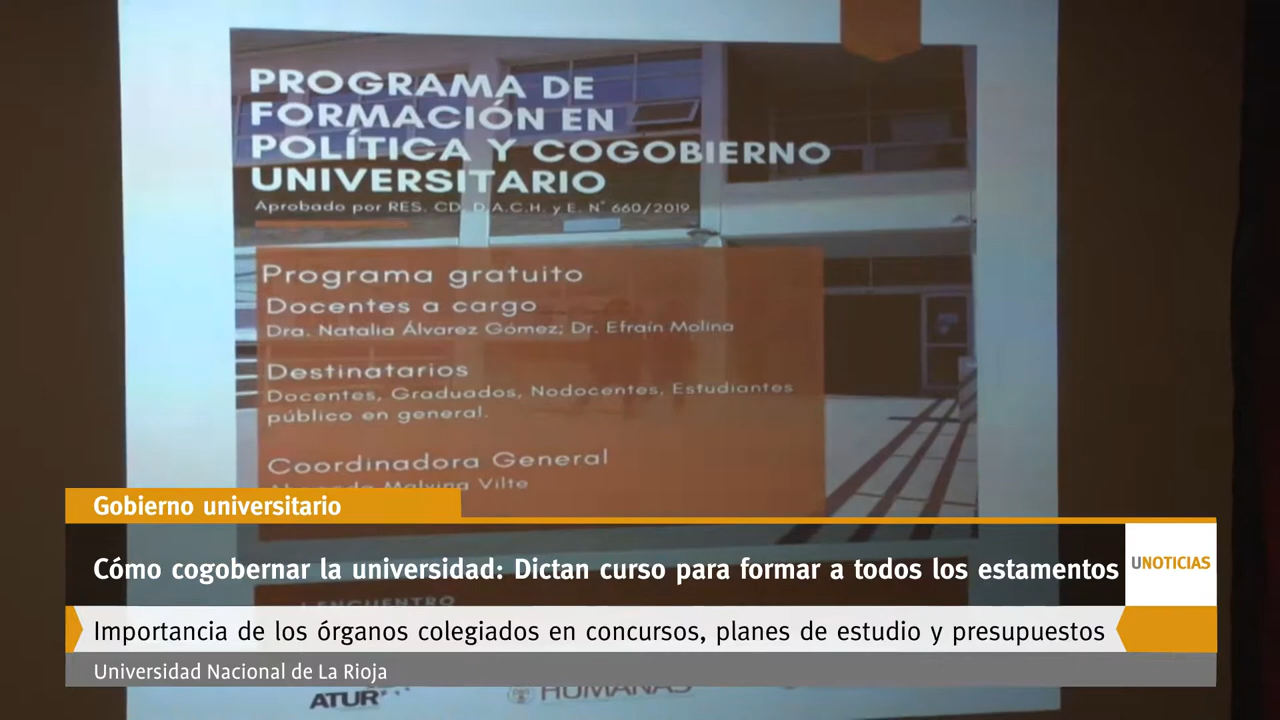 PROGRAMA DE
FORMACIÓN EN
POLÍTICA Y COGOBIERNO
UNIVERSITARIO
Aprobado por RES. CD. D.A.C.H. y E. N° 660/2019
Programa gratuito
Docentes a cargo
Dra. Natalia Álvarez Gómez; Dr. Efraín Molina
Destinatarios
Docentes, Graduados, Nodocentes, Estudiantes
público en general.
Coordinadora General
Malvina Vilte
Gobierno universitario
Cómo cogobernar la universidad: Dictan curso para formar a todos los estamentos
UNOTICIAS
ENCUENTRO
Importancia de los órganos colegiados en concursos, planes de estudio y presupuestos
Universidad Nacional de La Rioja
ATUR
HUMANAS